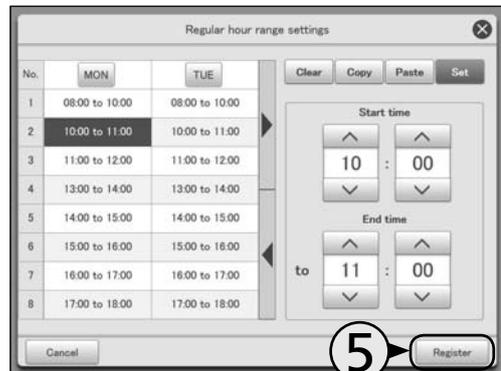 Regular hour range settings
No. MON TUE
1 08:00 to 10:00 08:00 to 10:00
2 10:00 to 11:00 10:00 to 11:00
3 11:00 to 12:00 11:00 to 12:00
4 13:00 to 14:00 13:00 to 14:00
5 14:00 to 15:00 14:00 to 15:00
6 15:00 to 16:00 15:00 to 16:00
7 16:00 to 17:00 16:00 to 17:00
8 17:00 to 18:00 17:00 to 18:00
Clear Copy Paste Set
Start time
10 : 00
End time
to 11 : 00
Cancel
5 Register